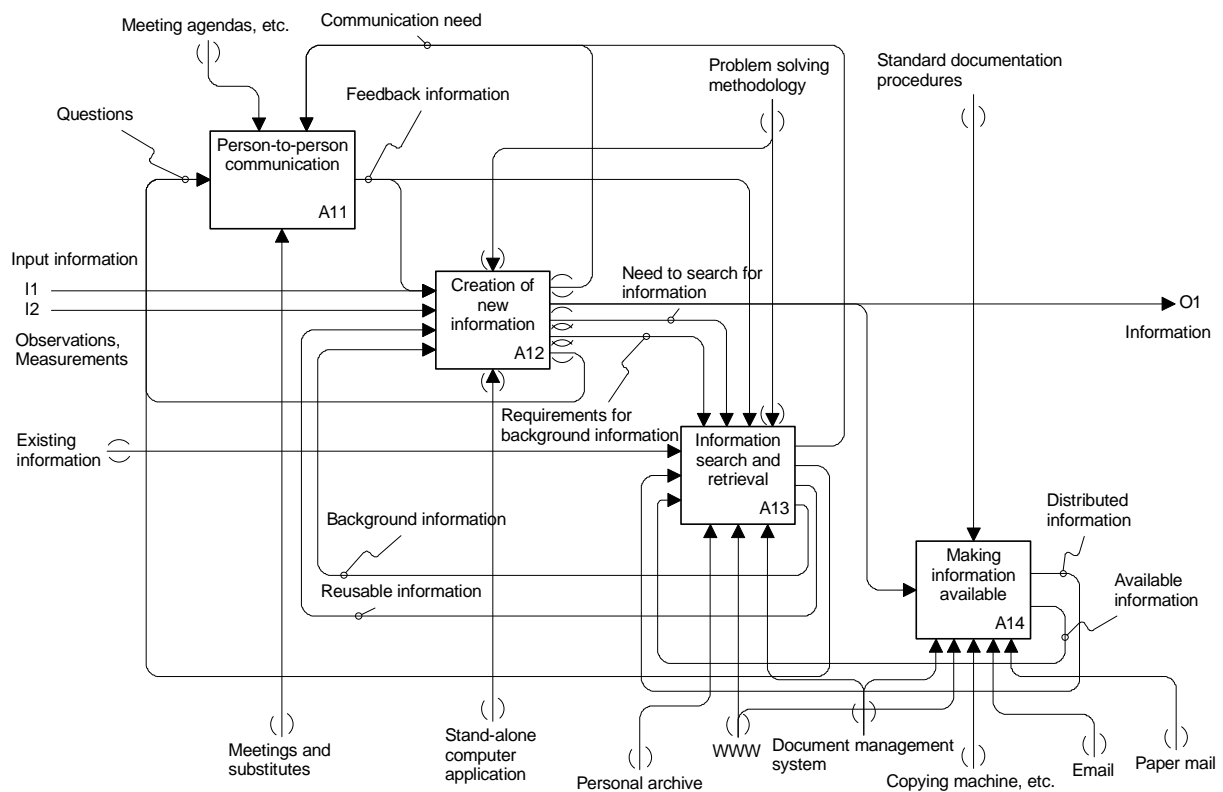 Meeting agendas, etc.
Communication need
Problem solving
methodology
Standard documentation
procedures
Questions
Feedback information
Person-to-person
communication
A11
Input information
I1
I2
Observations,
Measurements
Creation of
new
information
A12
Need to search for
information
O1
Information
Requirements for
background information
Existing
information
Information
search and
retrieval
A13
Background information
Reusable information
Distributed
information
Making
information
available
A14
Available
information
Meetings and
substitutes
Stand-alone
computer
application
Personal archive
WWW
Document management
system
Copying machine, etc.
Email
Paper mail